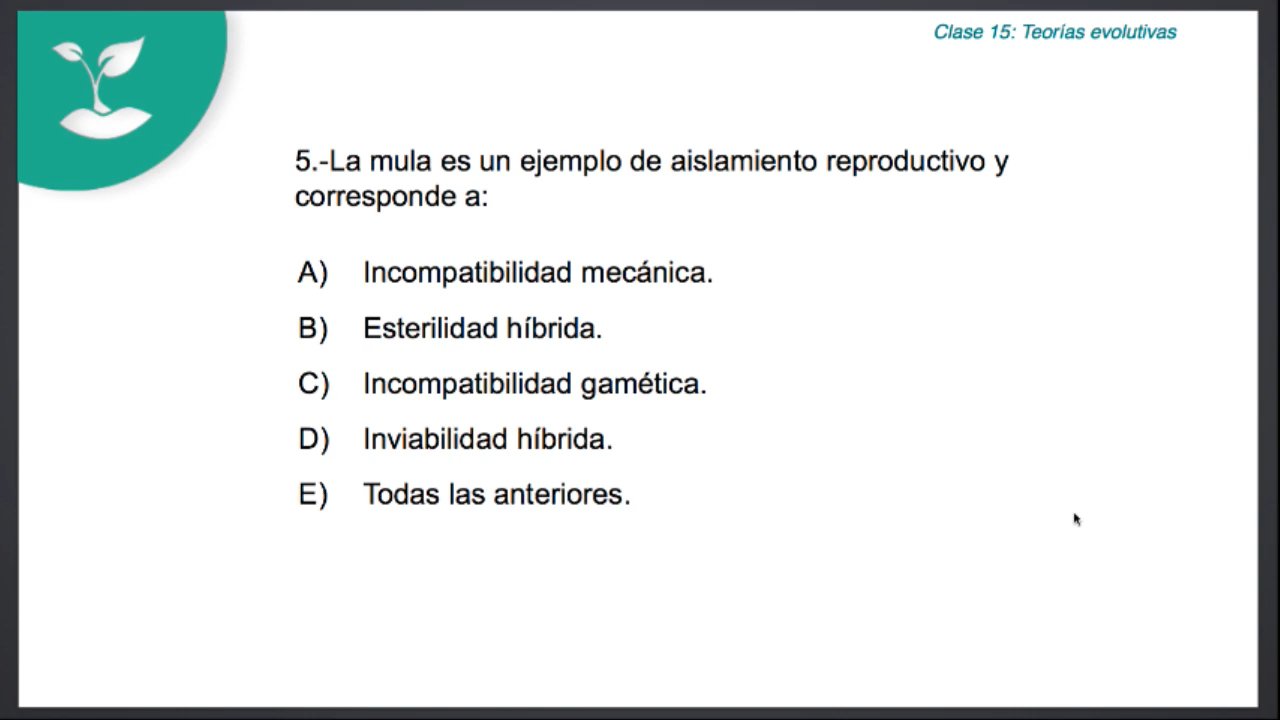 Clase 15: Teorías evolutivas
5.-La mula es un ejemplo de aislamiento reproductivo y
corresponde a:
A) Incompatibilidad mecánica.
B) Esterilidad híbrida.
C) Incompatibilidad gamética.
D) Inviabilidad híbrida.
E) Todas las anteriores.